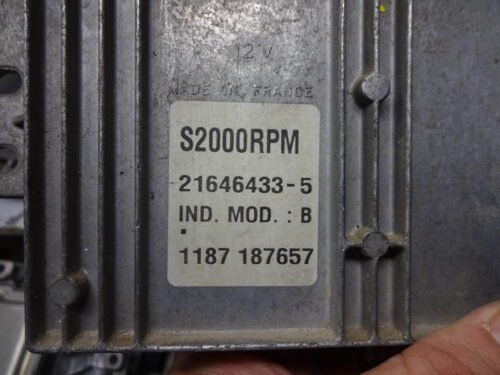 12 V
MADE IN FRANCE
S2000RPM
21646433-5
IND. MOD. : B
1187 187657